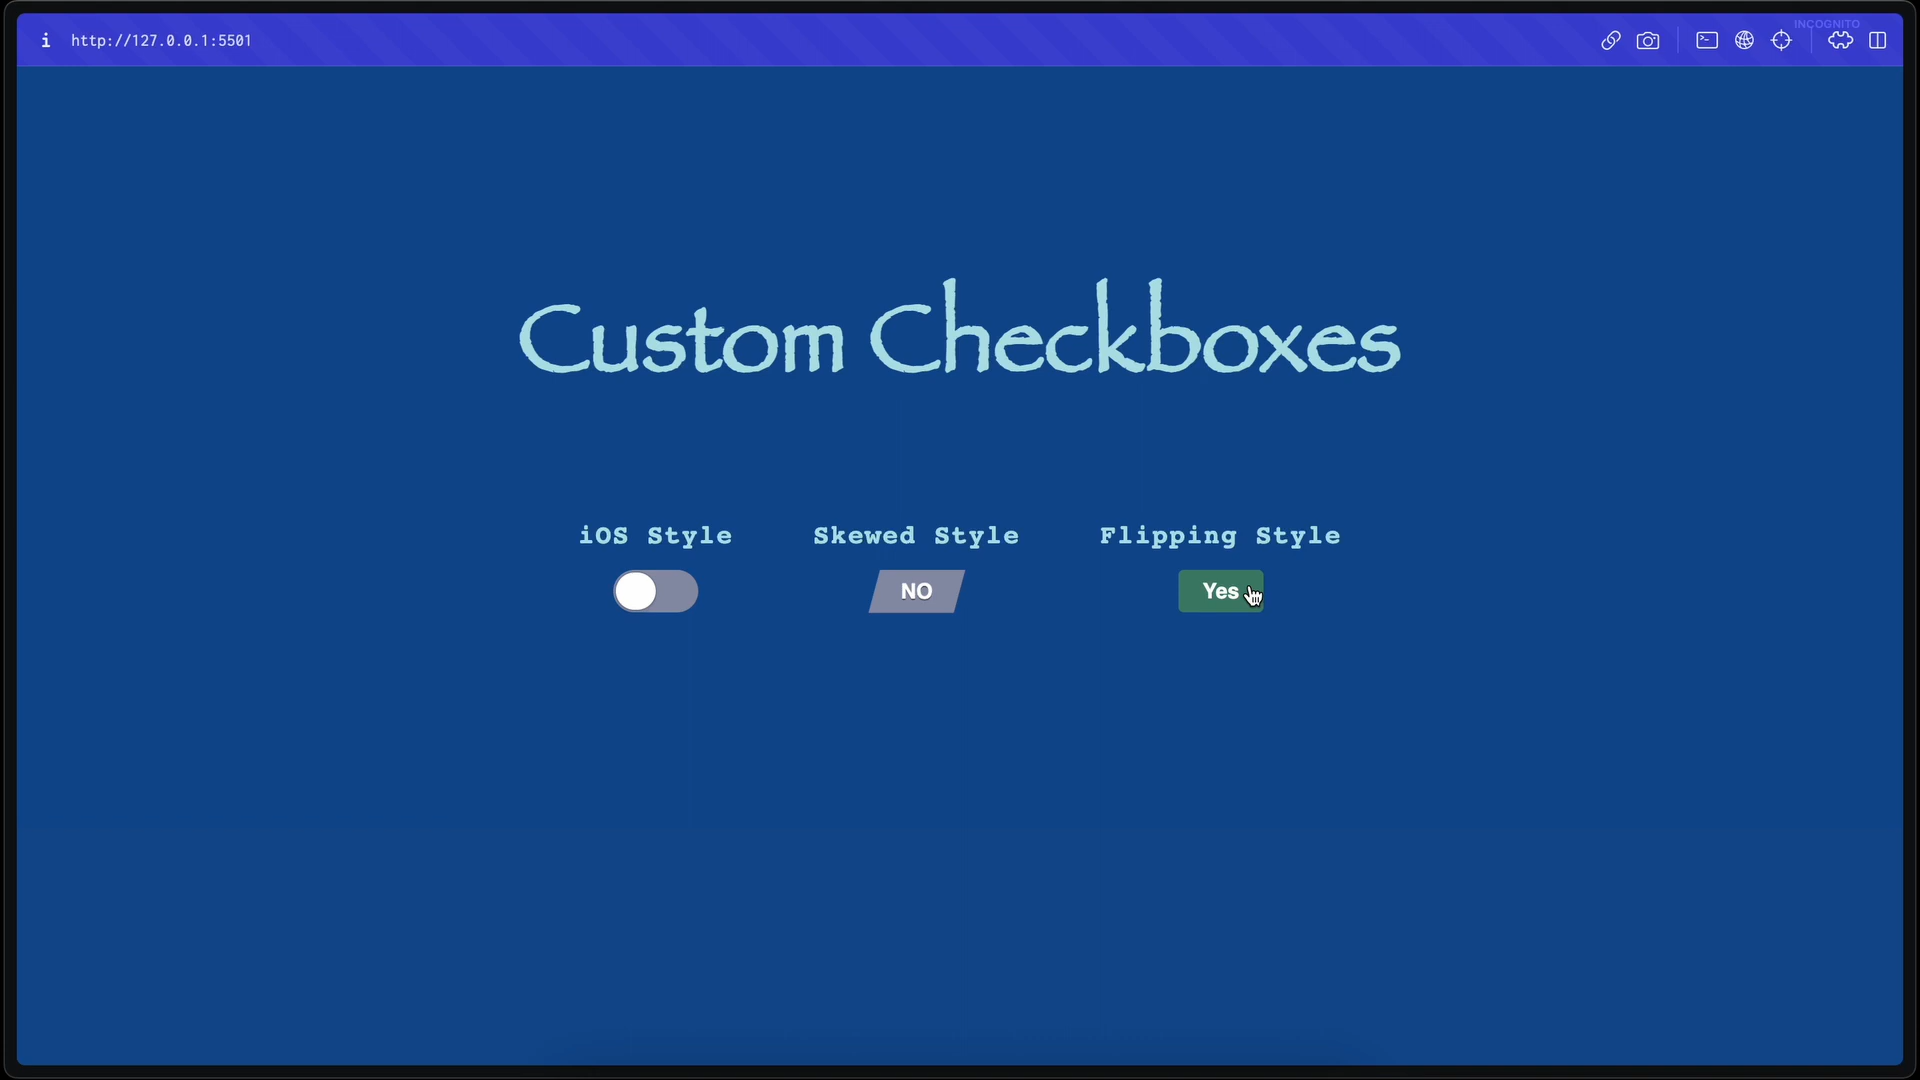 INCOGNITO
i http://127.0.0.1:5501
Custom Checkboxes
iOS Style Skewed Style Flipping Style
NO Yes